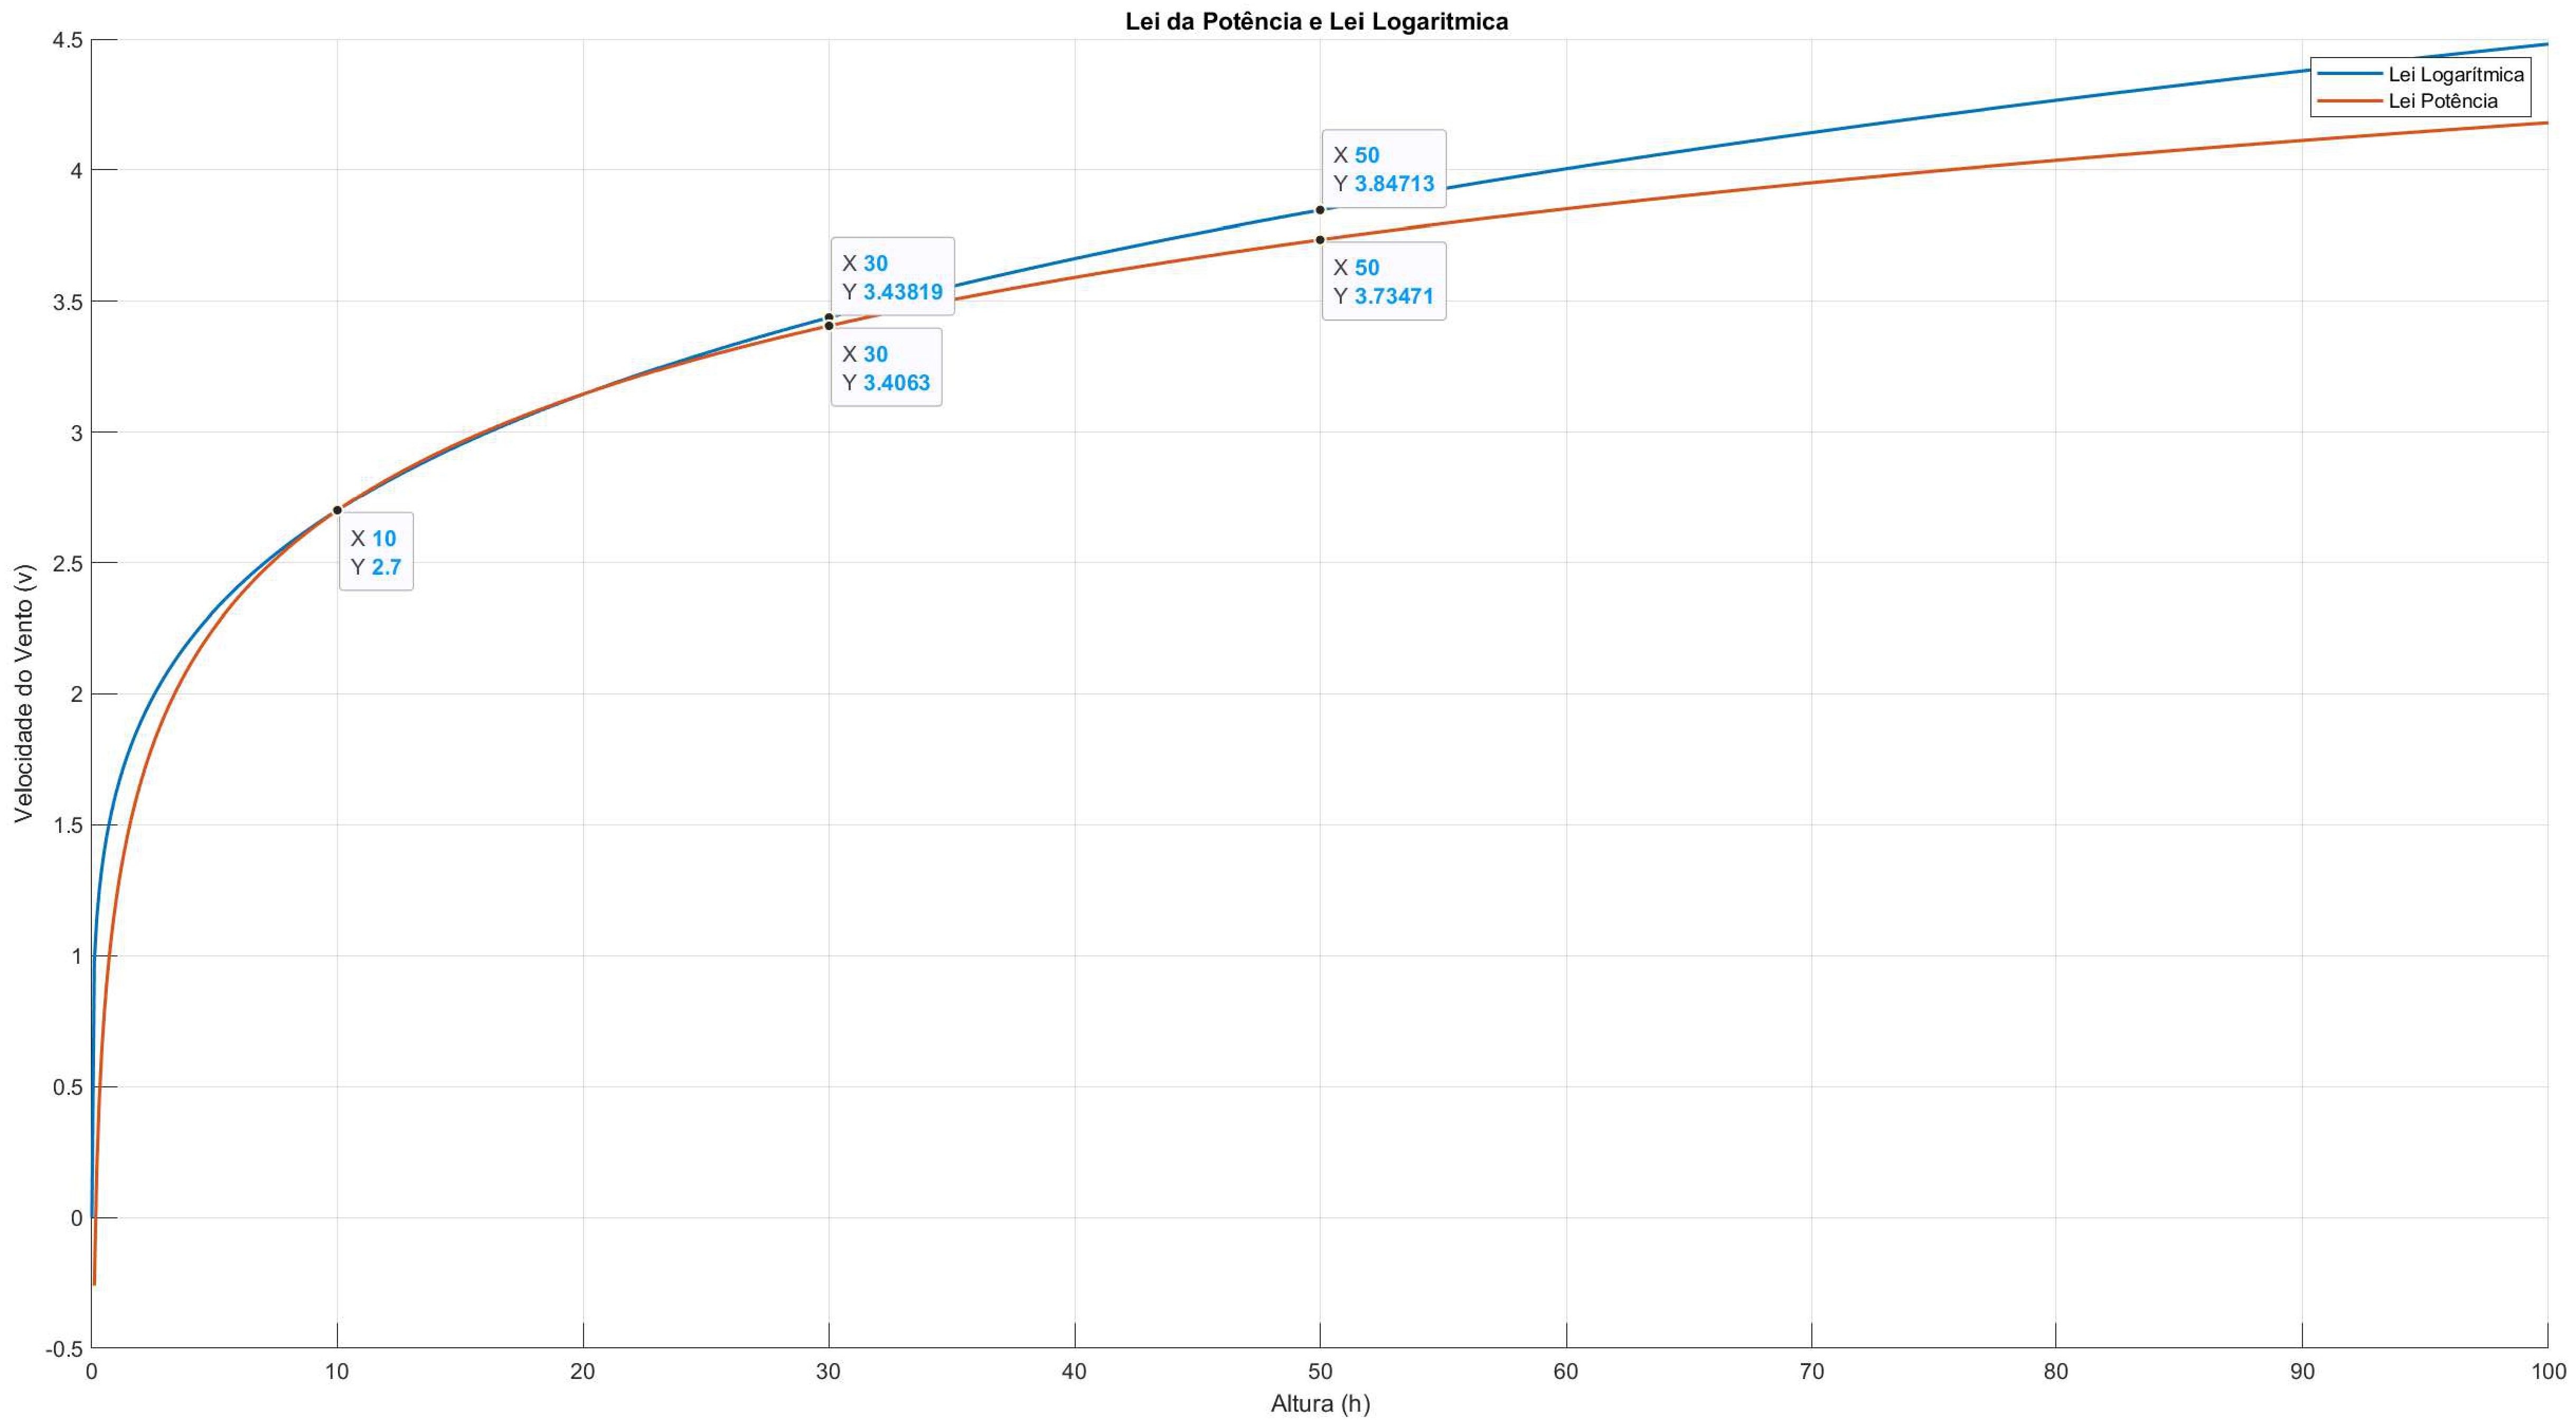 Lei da Potência e Lei Logaritmica
4.5
4
3.5
3
2.5
2
1.5
1
0.5
0
-0.5
Velocidade do Vento (v)
Lei Logarítmica
Lei Potência
X 50
Y 3.84713
X 30
Y 3.43819
X 50
Y 3.73471
X 30
Y 3.4063
X 10
Y 2.7
0 10 20 30 40 50 60 70 80 90 100
Altura (h)